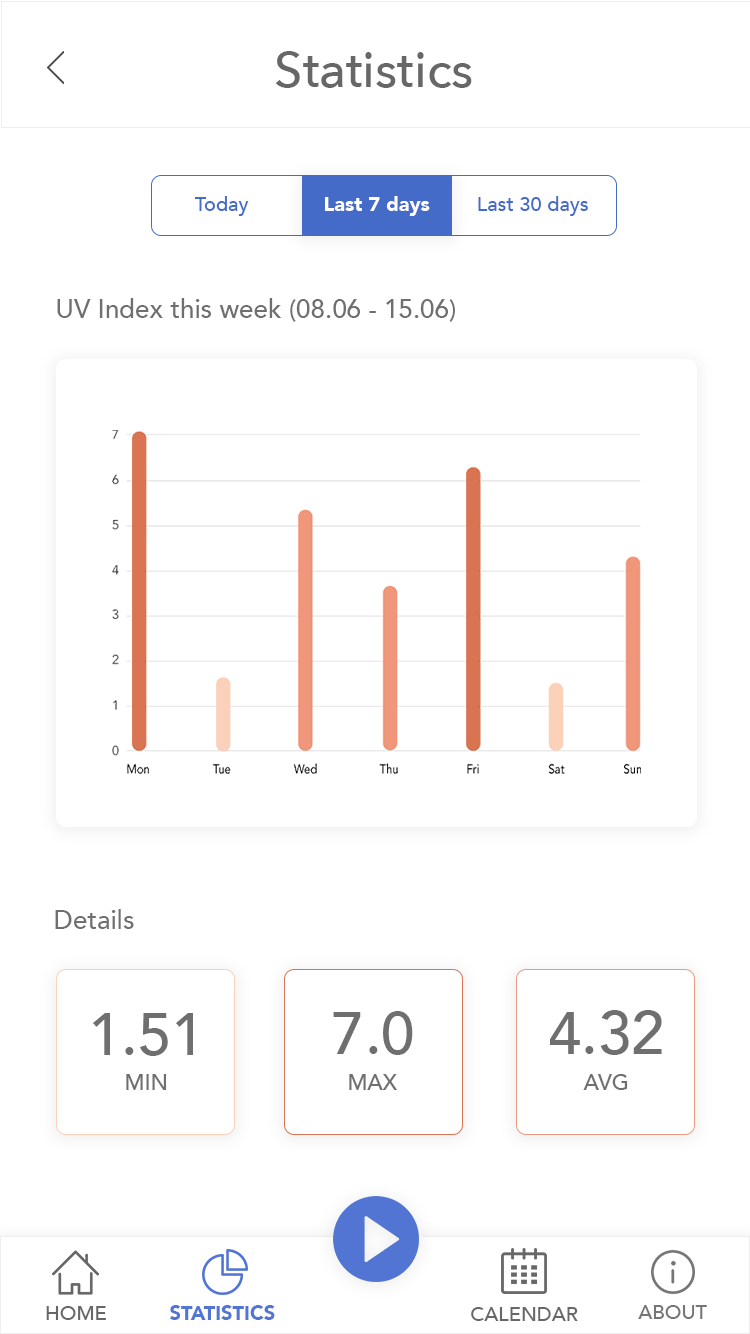 Statistics
Today Last 7 days Last 30 days
UV Index this week (08.06 - 15.06)
7
6
5
4
3
2
1
0
Mon Tue Wed Thu Fri Sat Sun
Details
1.51 7.0 4.32
MIN MAX AVG
HOME STATISTICS CALENDAR ABOUT